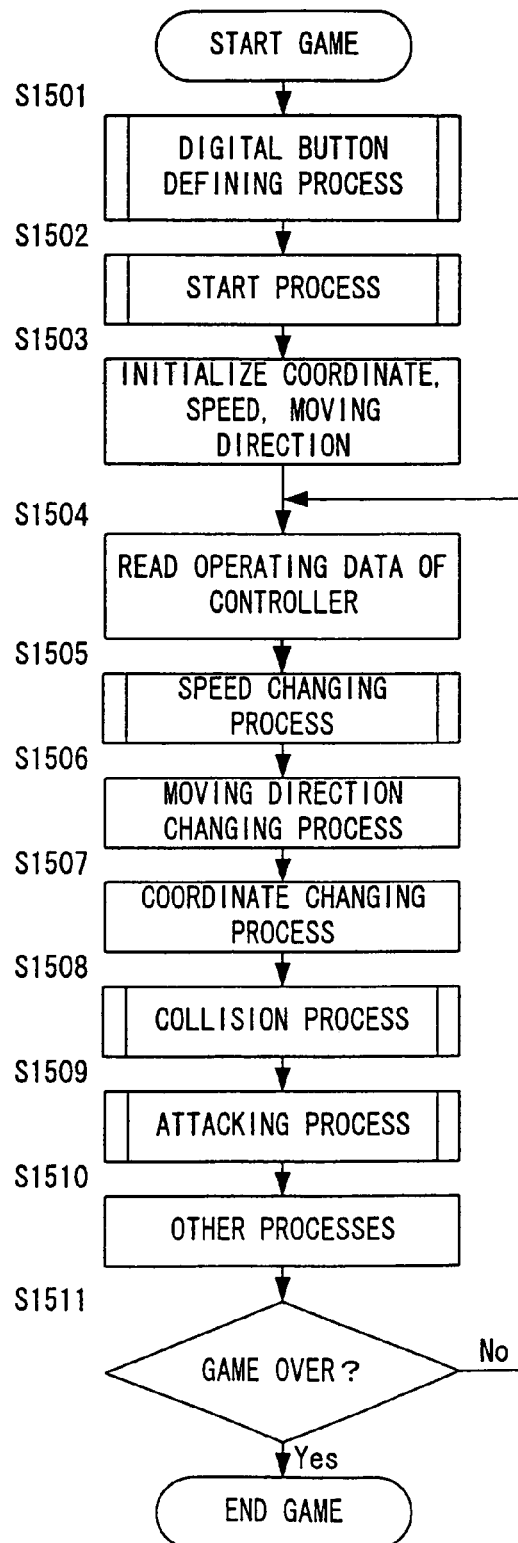 START GAME
S1501
DIGITAL BUTTON
DEFINING PROCESS
S1502
START PROCESS
S1503
INITIALIZE COORDINATE,
SPEED, MOVING
DIRECTION
S1504
READ OPERATING DATA OF
CONTROLLER
S1505
SPEED CHANGING
PROCESS
S1506
MOVING DIRECTION
CHANGING PROCESS
S1507
COORDINATE CHANGING
PROCESS
S1508
COLLISION PROCESS
S1509
ATTACKING PROCESS
S1510
OTHER PROCESSES
S1511
GAME OVER?
No
Yes
END GAME